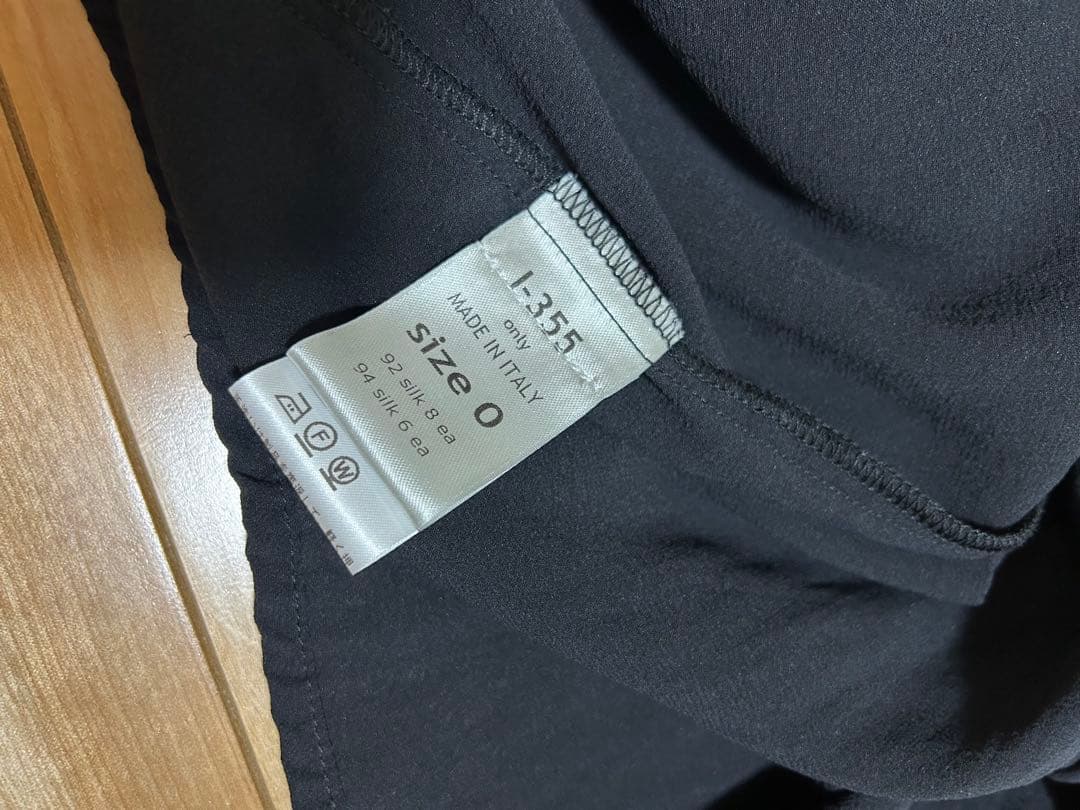 I-355
only
MADE IN ITALY
size 0
92 silk 8 ea
94 silk 6 ea
F
W